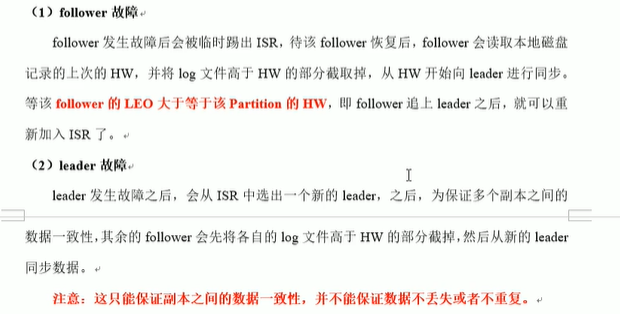 （1）follower 故障
follower 发生故障后会被临时踢出 ISR，待该 follower 恢复后，follower 会读取本地磁盘
记录的上次的 HW，并将 log 文件高于 HW 的部分截取掉，从 HW 开始向 leader 进行同步。
等该 follower 的 LEO 大于等于该 Partition 的 HW，即 follower 追上 leader 之后，就可以重
新加入 ISR 了。
（2）leader 故障
leader 发生故障之后，会从 ISR 中选出一个新的 leader，之后，为保证多个副本之间的
数据一致性，其余的 follower 会先将各自的 log 文件高于 HW 的部分截掉，然后从新的 leader
同步数据。
注意：这只能保证副本之间的数据一致性，并不能保证数据不丢失或者不重复。